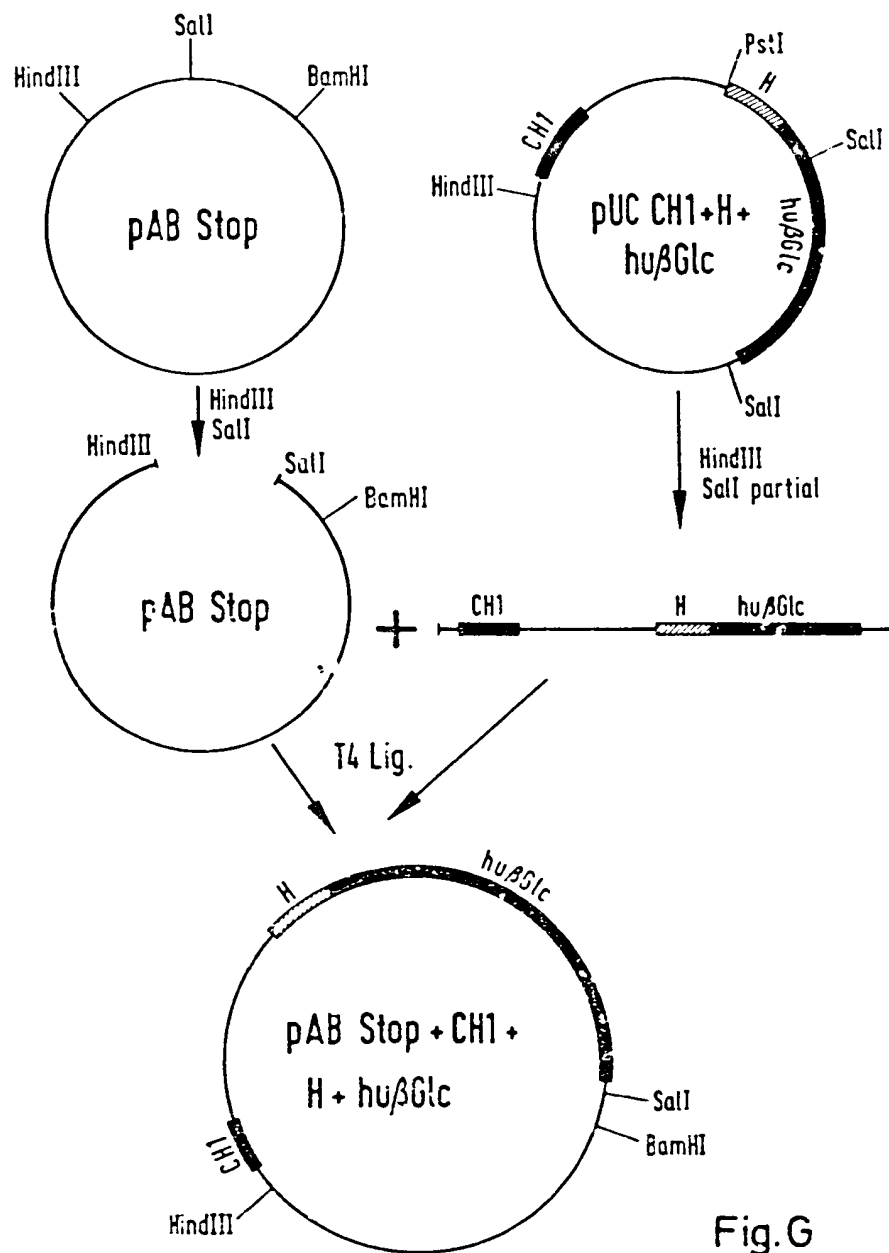 SalI
HindIII
BamHI
pAB Stop
PstI
H
CH1
SalI
HindIII
pUC CH1+H+
huβGlc
huβGlc
SalI
HindIII
SalI
HindIII
SalI partial
HindIII
SalI
BamHI
pAB Stop
+
CH1
H
huβGlc
T4 Lig.
H
huβGlc
pAB Stop + CH1 +
H + huβGlc
SalI
BamHI
CH1
HindIII
Fig.G